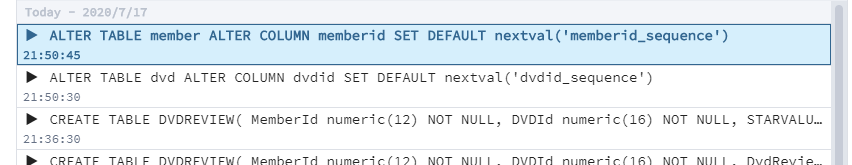 Today - 2020/7/17
▶ ALTER TABLE member ALTER COLUMN memberid SET DEFAULT nextval('memberid_sequence')
21:50:45
▶ ALTER TABLE dvd ALTER COLUMN dvdid SET DEFAULT nextval('dvdid_sequence')
21:50:30
▶ CREATE TABLE DVDREVIEW( MemberId numeric(12) NOT NULL, DVDId numeric(16) NOT NULL, STARVALU…
21:36:30
▶ CREATE TABLE DVDREVIEW( MemberId numeric(12) NOT NULL, DVDId numeric(16) NOT NULL, DvdRevie…